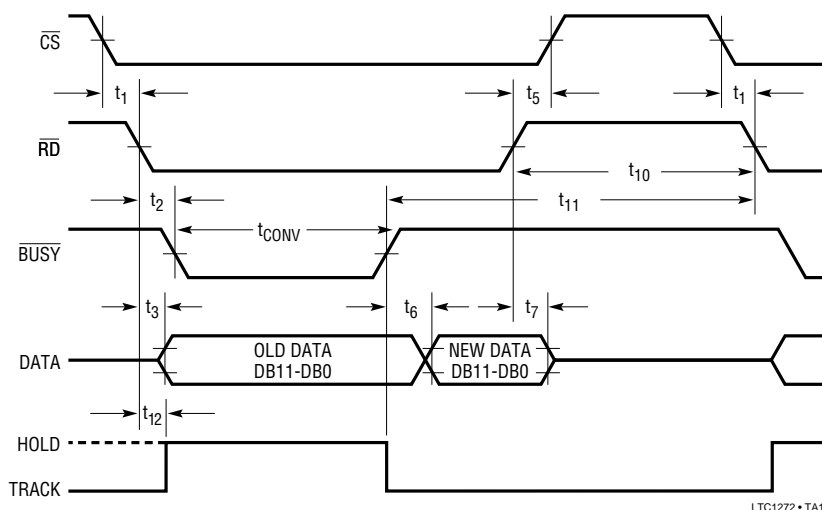 CS
t1 t5 t1
RD
t10
t2 t11
tCONV
BUSY
t3 t6 t7
OLD DATA NEW DATA
DATA
DB11-DB0 DB11-DB0
t12
HOLD
TRACK
LTC1272 • TA1